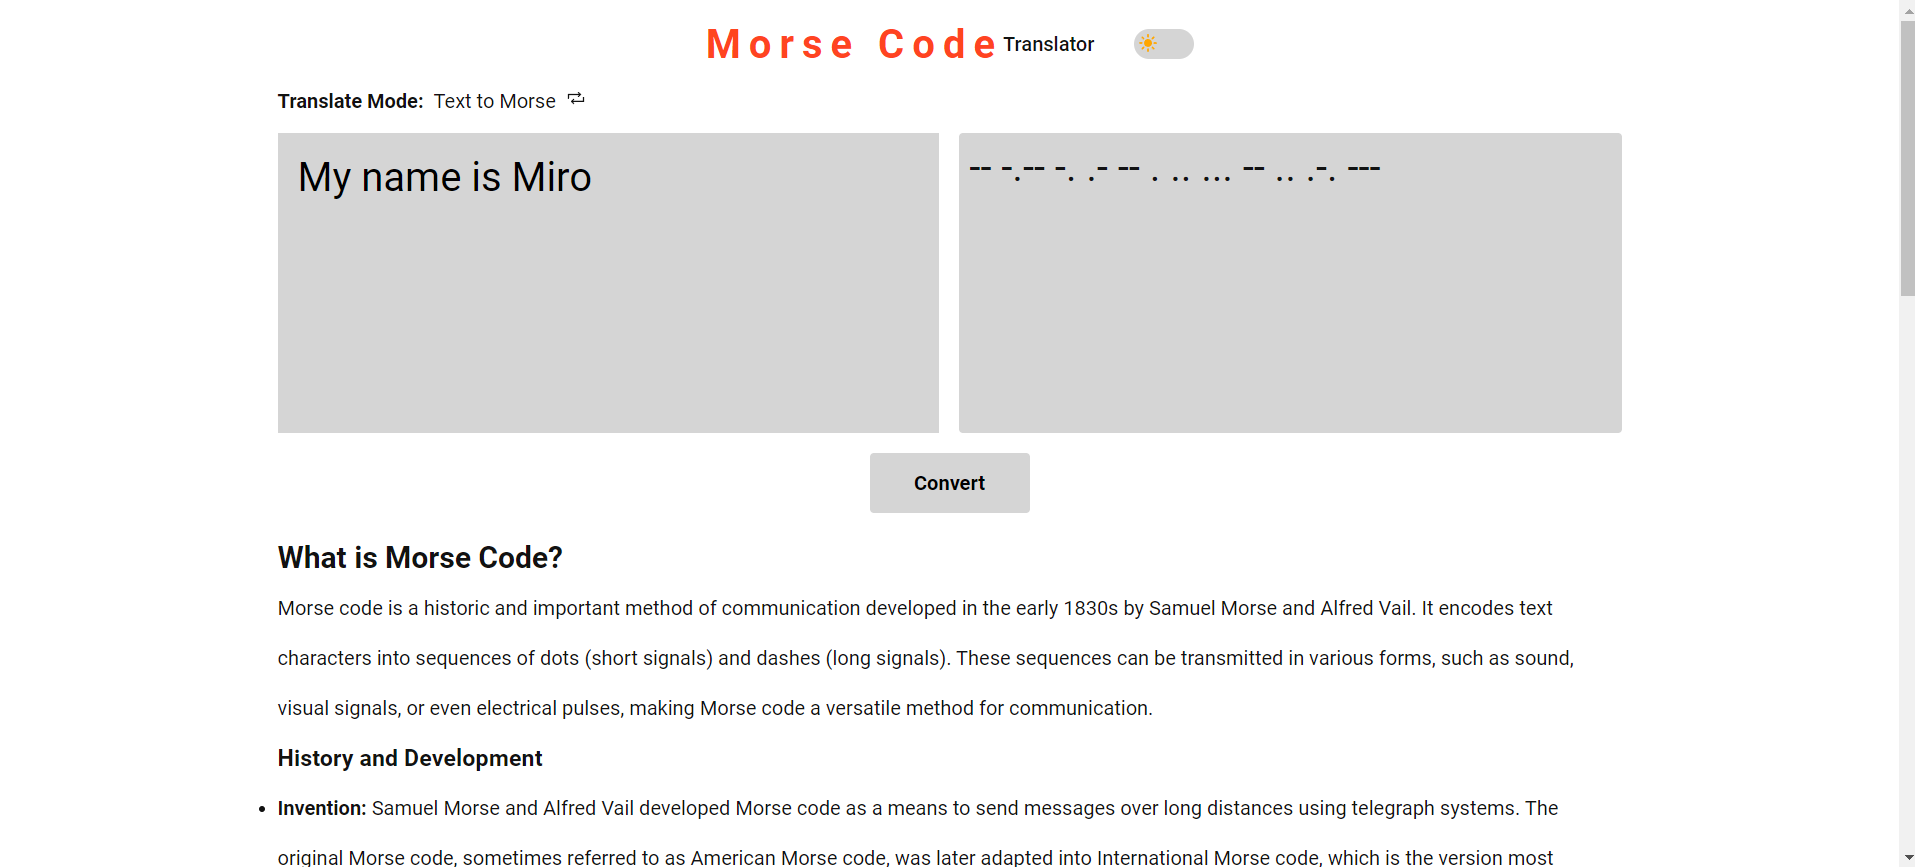 Morse Code Translator
Translate Mode: Text to Morse
My name is Miro
-- -.-- -. .- -- . .. ... -- .. .-. ---
Convert
What is Morse Code?
Morse code is a historic and important method of communication developed in the early 1830s by Samuel Morse and Alfred Vail. It encodes text
characters into sequences of dots (short signals) and dashes (long signals). These sequences can be transmitted in various forms, such as sound,
visual signals, or even electrical pulses, making Morse code a versatile method for communication.
History and Development
• Invention: Samuel Morse and Alfred Vail developed Morse code as a means to send messages over long distances using telegraph systems. The
original Morse code, sometimes referred to as American Morse code, was later adapted into International Morse code, which is the version most